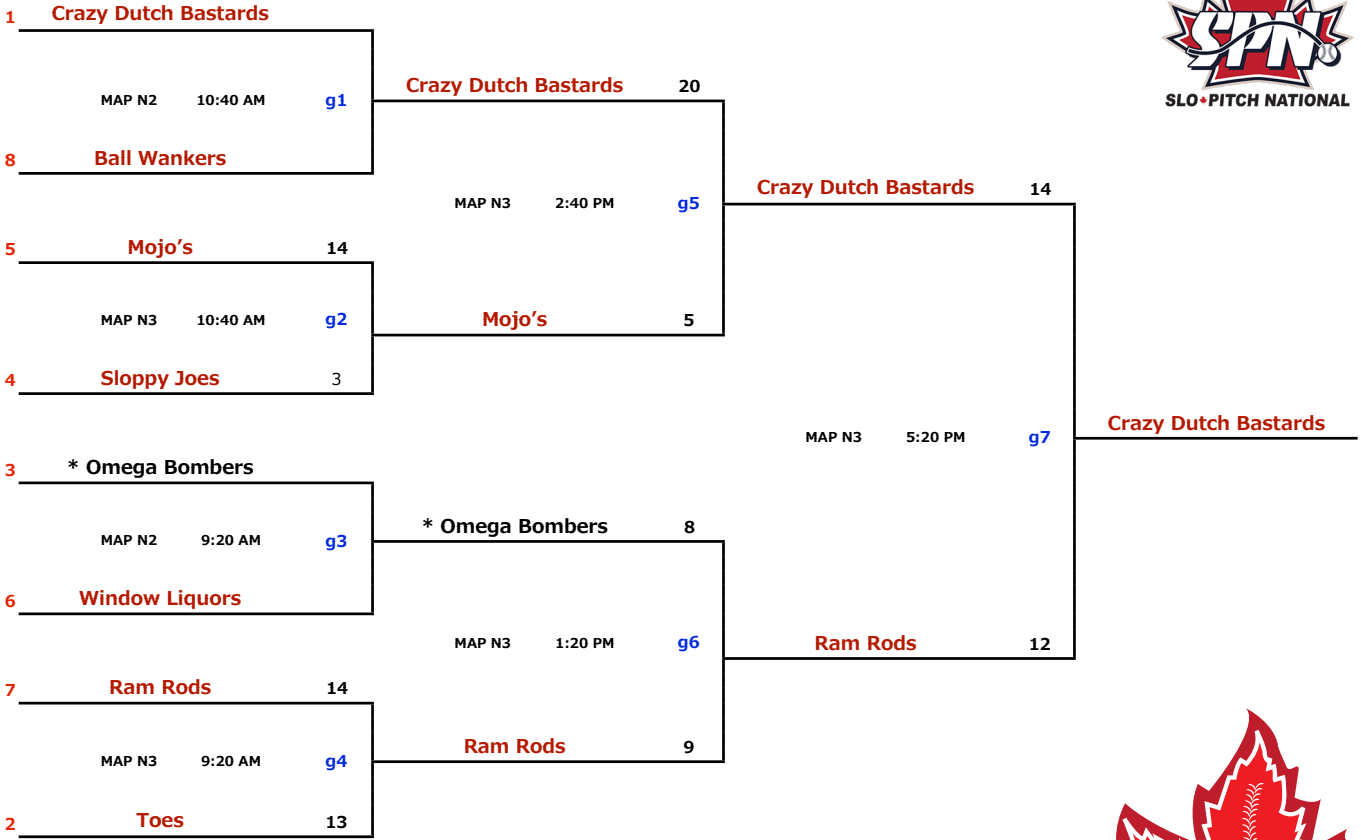 1 Crazy Dutch Bastards
SPN
SLO PITCH NATIONAL
Crazy Dutch Bastards 20
MAP N2 10:40 AM g1
8 Ball Wankers
Crazy Dutch Bastards 14
MAP N3 2:40 PM g5
5 Mojo’s 14
MAP N3 10:40 AM g2
Mojo’s 5
4 Sloppy Joes 3
Crazy Dutch Bastards
MAP N3 5:20 PM g7
3 * Omega Bombers
* Omega Bombers 8
MAP N2 9:20 AM g3
6 Window Liquors
MAP N3 1:20 PM g6
Ram Rods 12
7 Ram Rods 14
Ram Rods 9
MAP N3 9:20 AM g4
2 Toes 13